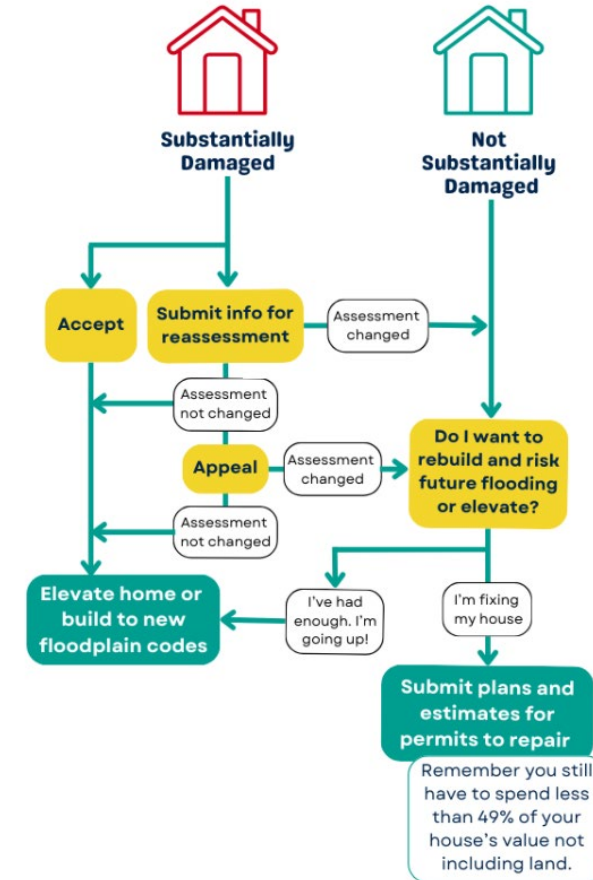 Substantially
Damaged
Not
Substantially
Damaged
Accept
Submit info for
reassessment
Assessment
changed
Assessment
not changed
Appeal
Assessment
changed
Do I want to
rebuild and risk
future flooding
or elevate?
Assessment
not changed
Elevate home or
build to new
floodplain codes
I've had
enough. I'm
going up!
I'm fixing
my house
Submit plans and
estimates for
permits to repair
Remember you still
have to spend less
than 49% of your
house's value not
including land.